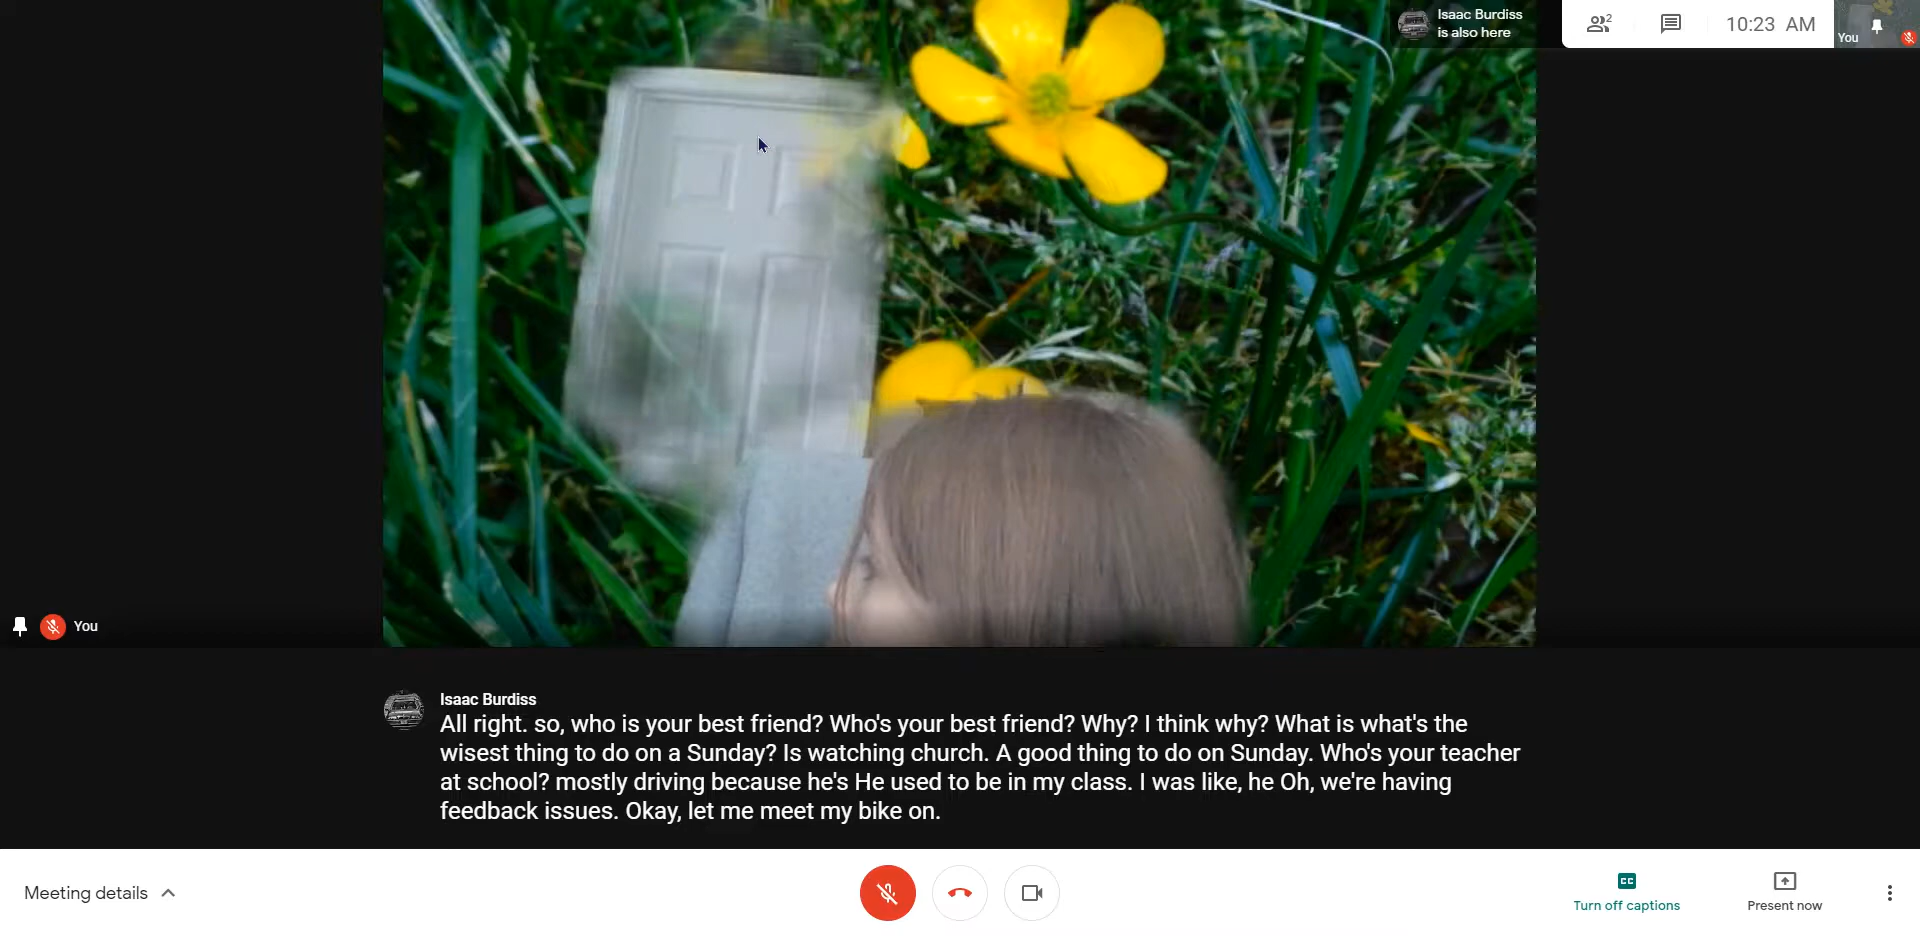 Isaac Burdiss
is also here
2
10:23 AM
You
You
Isaac Burdiss
All right. so, who is your best friend? Who's your best friend? Why? I think why? What is what's the
wisest thing to do on a Sunday? Is watching church. A good thing to do on Sunday. Who's your teacher
at school? mostly driving because he's He used to be in my class. I was like, he Oh, we're having
feedback issues. Okay, let me meet my bike on.
Meeting details
CC
Turn off captions
Present now